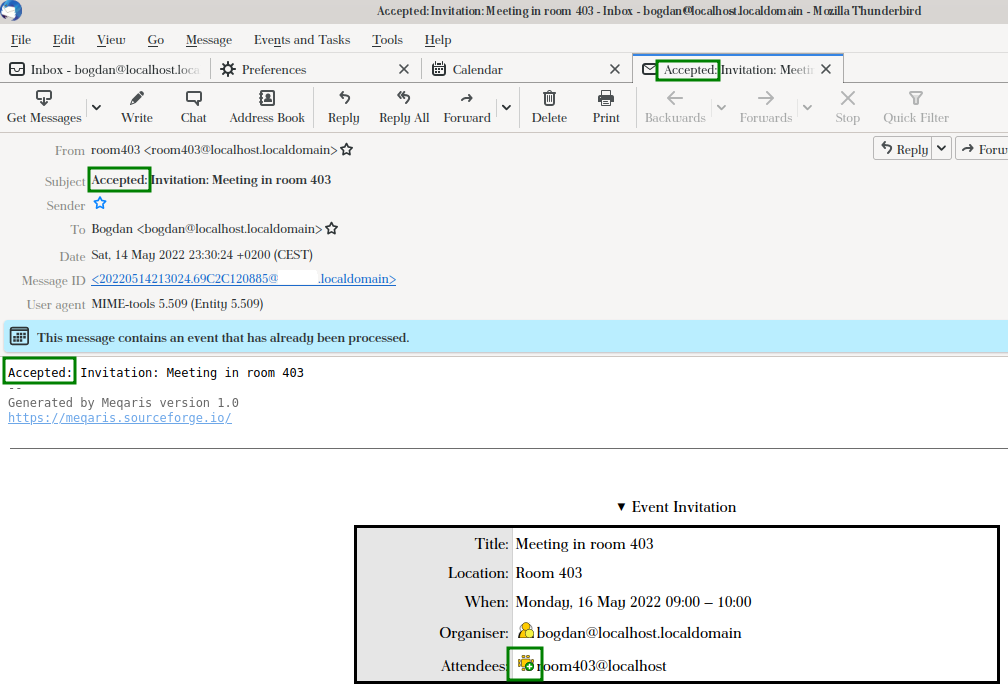 Accepted: Invitation: Meeting in room 403 - Inbox - bogdan@localhost.localdomain - Mozilla Thunderbird
File Edit View Go Message Events and Tasks Tools Help
Inbox - bogdan@localhost.loca Preferences Calendar Accepted: Invitation: Meeti
Get Messages Write Chat Address Book Reply Reply All Forward Delete Print Backwards Forwards Stop Quick Filter
From room403 <room403@localhost.localdomain> Reply Forw
Subject Accepted: Invitation: Meeting in room 403
Sender
To Bogdan <bogdan@localhost.localdomain>
Date Sat, 14 May 2022 23:30:24 +0200 (CEST)
Message ID <20220514213024.69C2C120885@ .localdomain>
User agent MIME-tools 5.509 (Entity 5.509)
This message contains an event that has already been processed.
Accepted: Invitation: Meeting in room 403
--
Generated by Meqaris version 1.0
https://meqaris.sourceforge.io/
▼ Event Invitation
Title: Meeting in room 403
Location: Room 403
When: Monday, 16 May 2022 09:00 – 10:00
Organiser: bogdan@localhost.localdomain
Attendees: room403@localhost